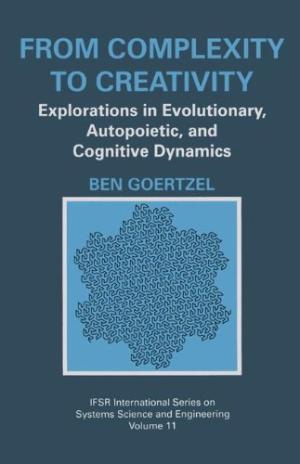 FROM COMPLEXITY
TO CREATIVITY
Explorations in Evolutionary,
Autopoietic, and
Cognitive Dynamics
BEN GOERTZEL
IFSR International Series on
Systems Science and Engineering
Volume 11